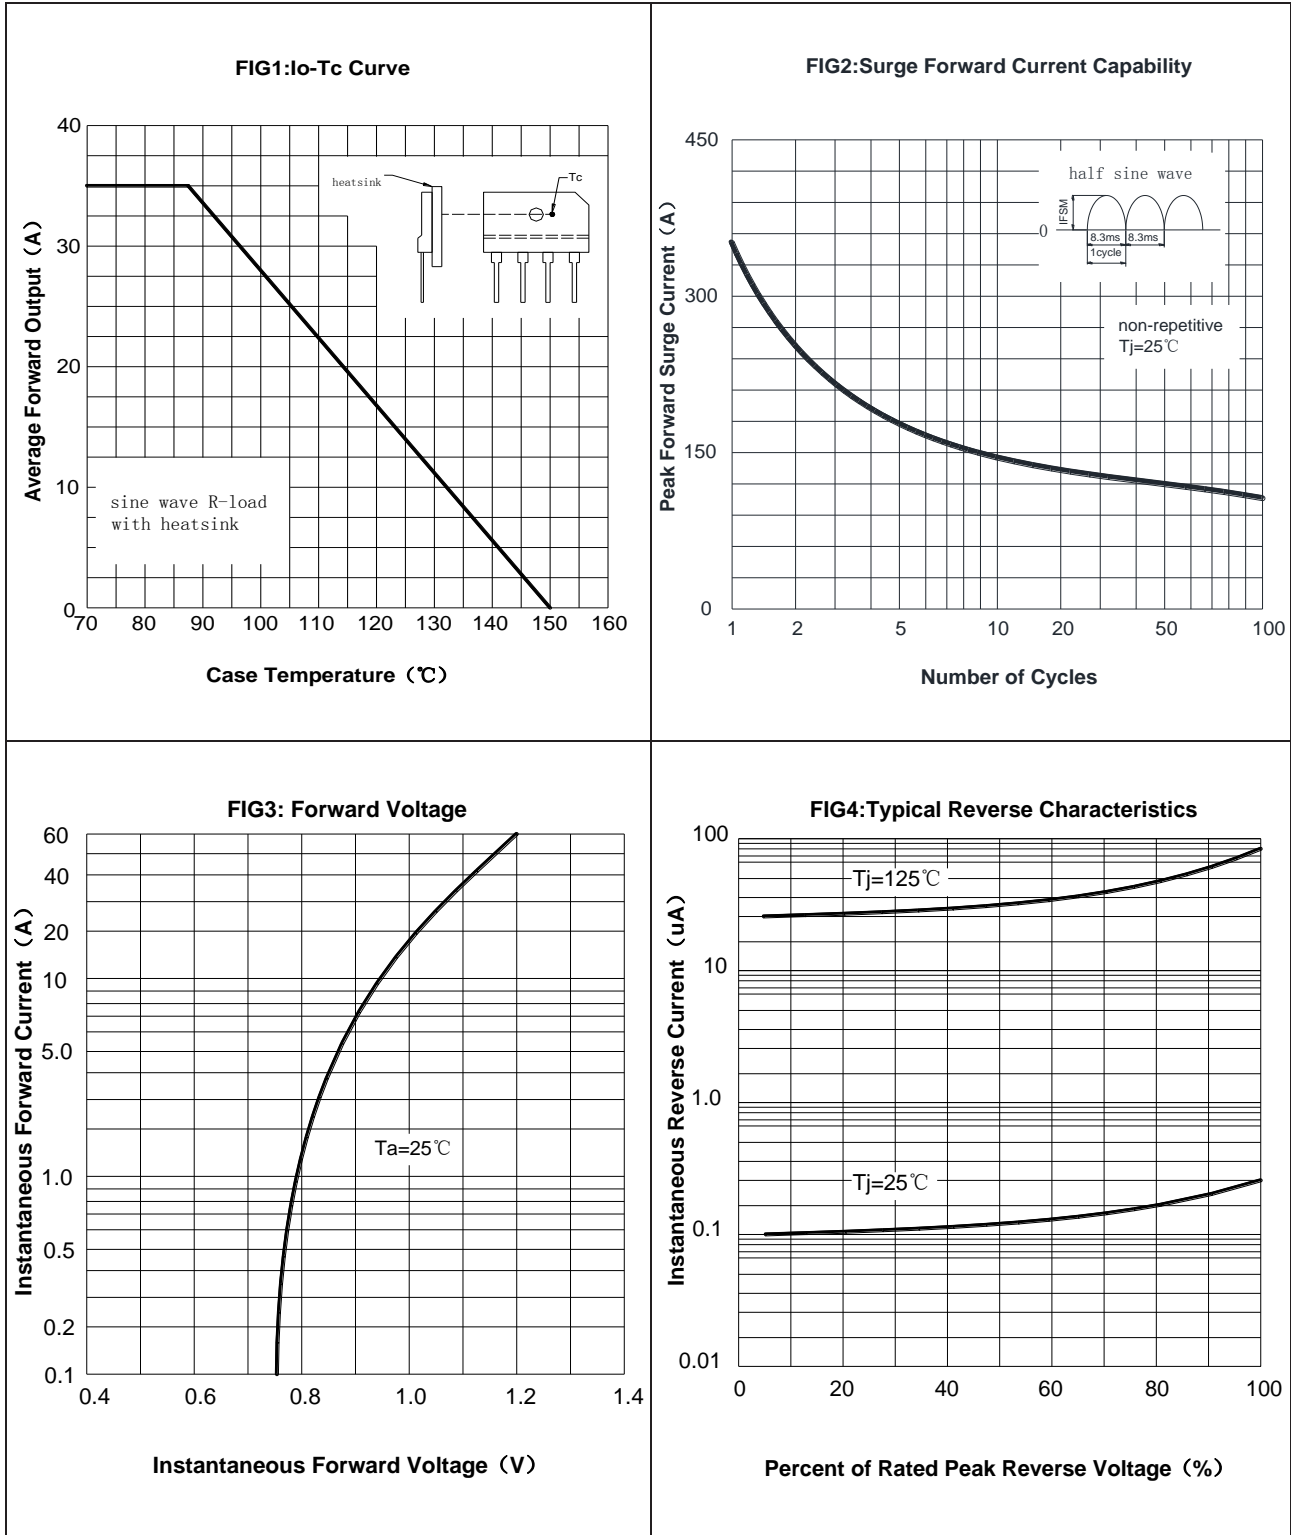 FIG1:Io-Tc Curve
40
30
20
10
0
Average Forward Output（A）
heatsink
Tc
sine wave R-load
with heatsink
70 80 90 100 110 120 130 140 150 160
Case Temperature（℃）
FIG2:Surge Forward Current Capability
450
300
150
0
Peak Forward Surge Current（A）
half sine wave
IFSM
0
8.3ms 8.3ms
1cycle
non-repetitive
Tj=25℃
1 2 5 10 20 50 100
Number of Cycles
FIG3: Forward Voltage
60
40
20
10
5.0
1.0
0.5
0.2
0.1
Instantaneous Forward Current（A）
Ta=25℃
0.4 0.6 0.8 1.0 1.2 1.4
Instantaneous Forward Voltage（V）
FIG4:Typical Reverse Characteristics
100
10
1.0
0.1
0.01
Instantaneous Reverse Current（uA）
Tj=125℃
Tj=25℃
0 20 40 60 80 100
Percent of Rated Peak Reverse Voltage（%）